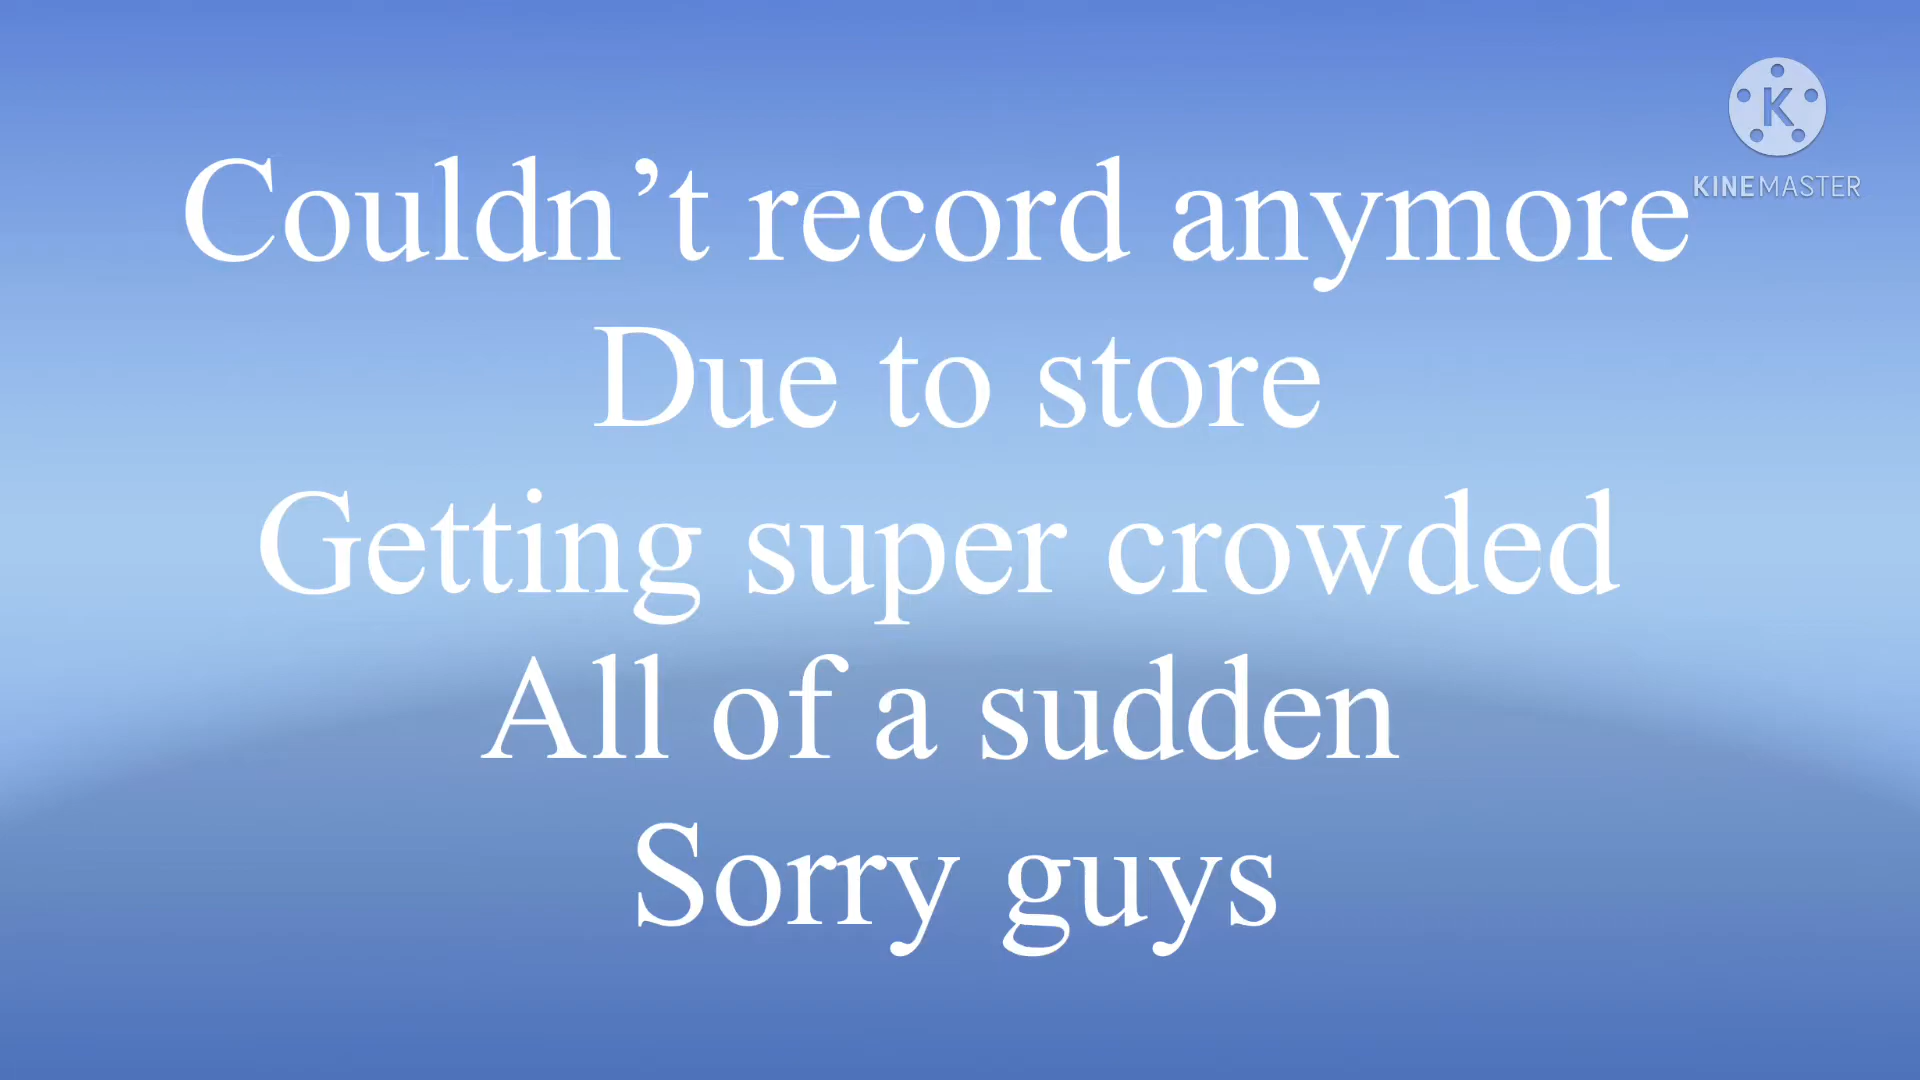 K
KINEMASTER
Couldn’t record anymore
Due to store
Getting super crowded
All of a sudden
Sorry guys